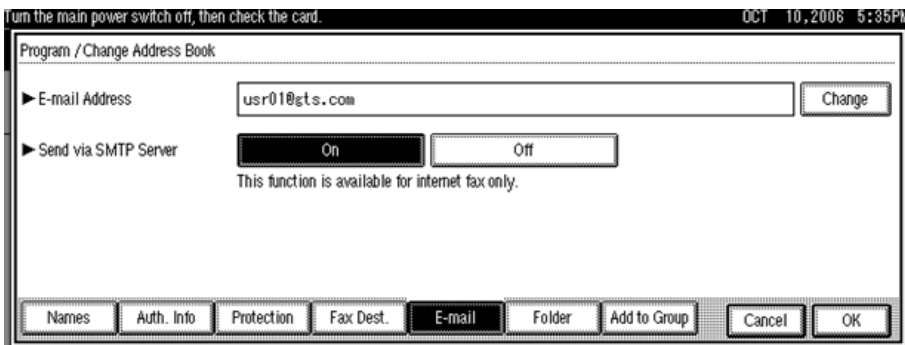 Turn the main power switch off, then check the card. OCT 10,2006 5:35PM
Program / Change Address Book
►E-mail Address usr01@gts.com Change
►Send via SMTP Server On Off
This function is available for internet fax only.
Names Auth. Info Protection Fax Dest. E-mail Folder Add to Group Cancel OK